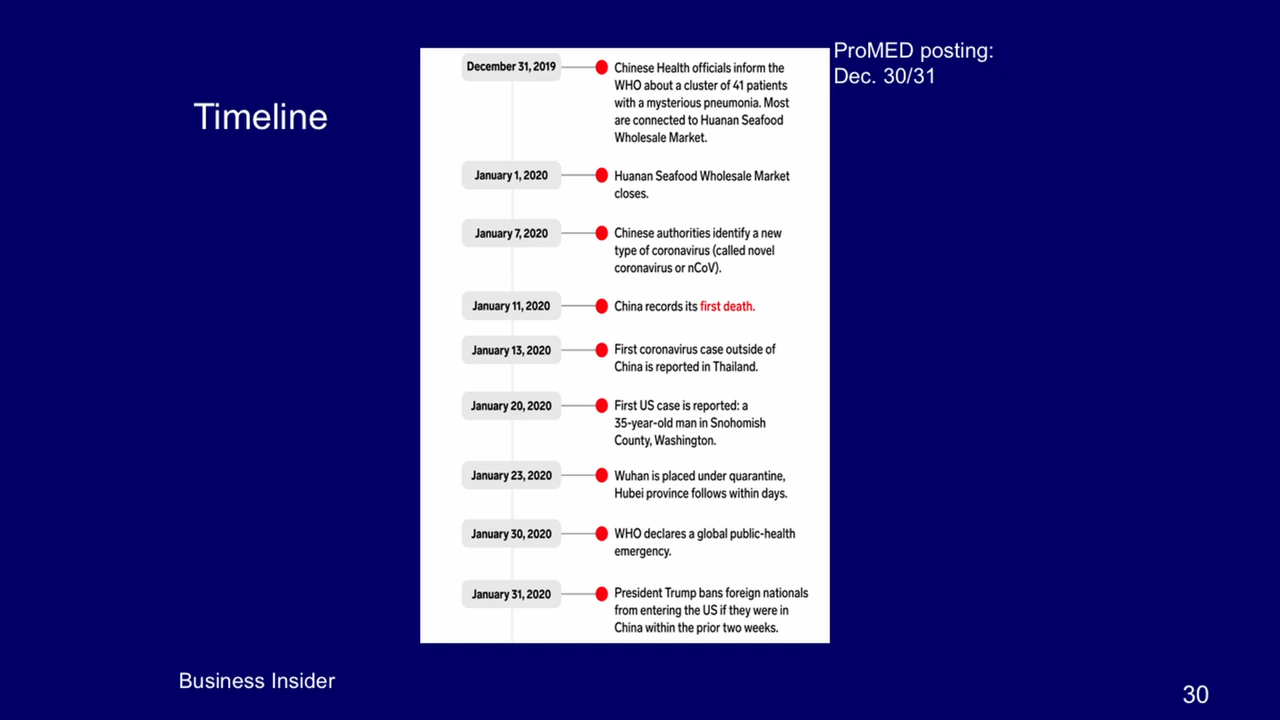 Timeline
ProMED posting:
Dec. 30/31
December 31, 2019
Chinese Health officials inform the
WHO about a cluster of 41 patients
with a mysterious pneumonia. Most
are connected to Huanan Seafood
Wholesale Market.
January 1, 2020
Huanan Seafood Wholesale Market
closes.
January 7, 2020
Chinese authorities identify a new
type of coronavirus (called novel
coronavirus or nCoV).
January 11, 2020
China records its first death.
January 13, 2020
First coronavirus case outside of
China is reported in Thailand.
January 20, 2020
First US case is reported: a
35-year-old man in Snohomish
County, Washington.
January 23, 2020
Wuhan is placed under quarantine,
Hubei province follows within days.
January 30, 2020
WHO declares a global public-health
emergency.
January 31, 2020
President Trump bans foreign nationals
from entering the US if they were in
China within the prior two weeks.
Business Insider
30